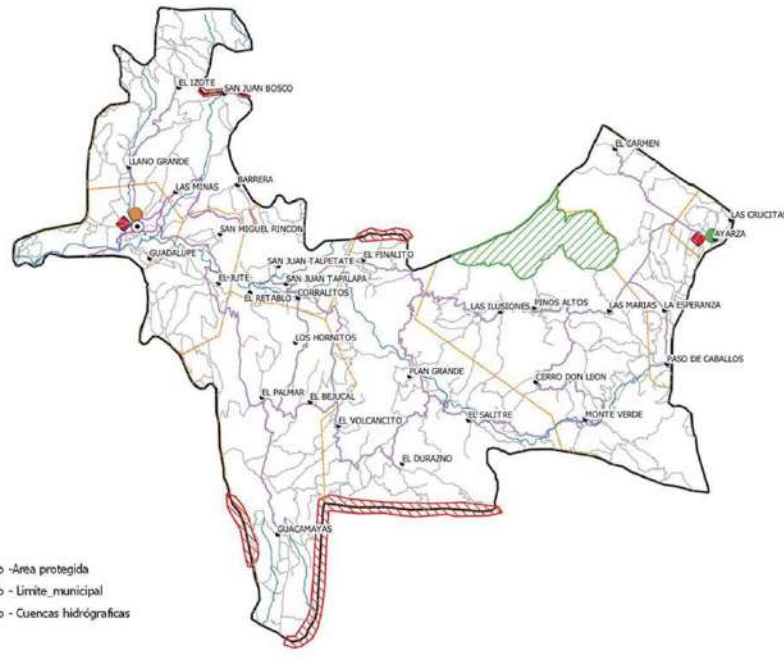 EL IZOTE
SAN JUAN BOSCO
EL CARMEN
LLANO GRANDE
BARRERA
LAS MINAS
LAS CRUCITAS
SAN MIGUEL RINCON
AYARZA
GUADALUPE
EL PINALITO
SAN JUAN TALPETATE
EL JUTE
SAN JUAN TAPALAPA
EL RETABLO
CORRALITOS
LAS ILUSIONES
PINOS ALTOS
LAS MARIAS
LA ESPERANZA
LOS HORNITOS
PASO DE CABALLOS
PLAN GRANDE
CERRO DON LEON
EL PALMAR
EL BEJUCAL
EL SALITRE
MONTE VERDE
EL VOLCANCITO
EL DURAZNO
GUACAMAYAS
o -Area protegida
o - Limite_municipal
o - Cuencas hidrógraficas